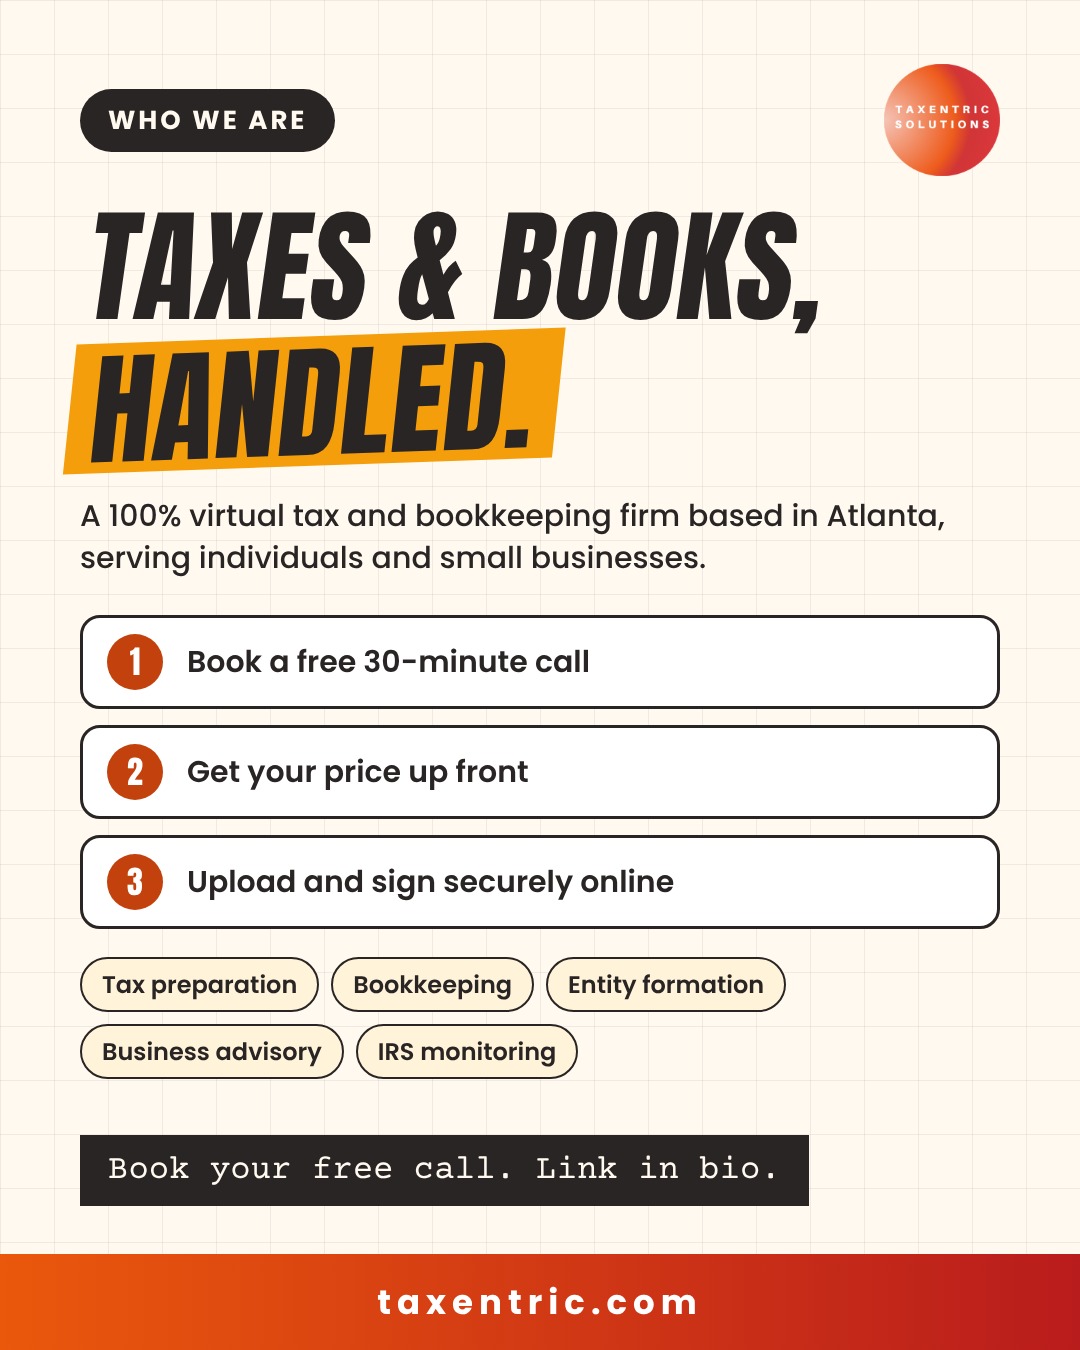 WHO WE ARE
TAXENTRIC
SOLUTIONS
TAXES & BOOKS,
HANDLED.
A 100% virtual tax and bookkeeping firm based in Atlanta,
serving individuals and small businesses.
1 Book a free 30-minute call
2 Get your price up front
3 Upload and sign securely online
Tax preparation Bookkeeping Entity formation
Business advisory IRS monitoring
Book your free call. Link in bio.
taxentric.com